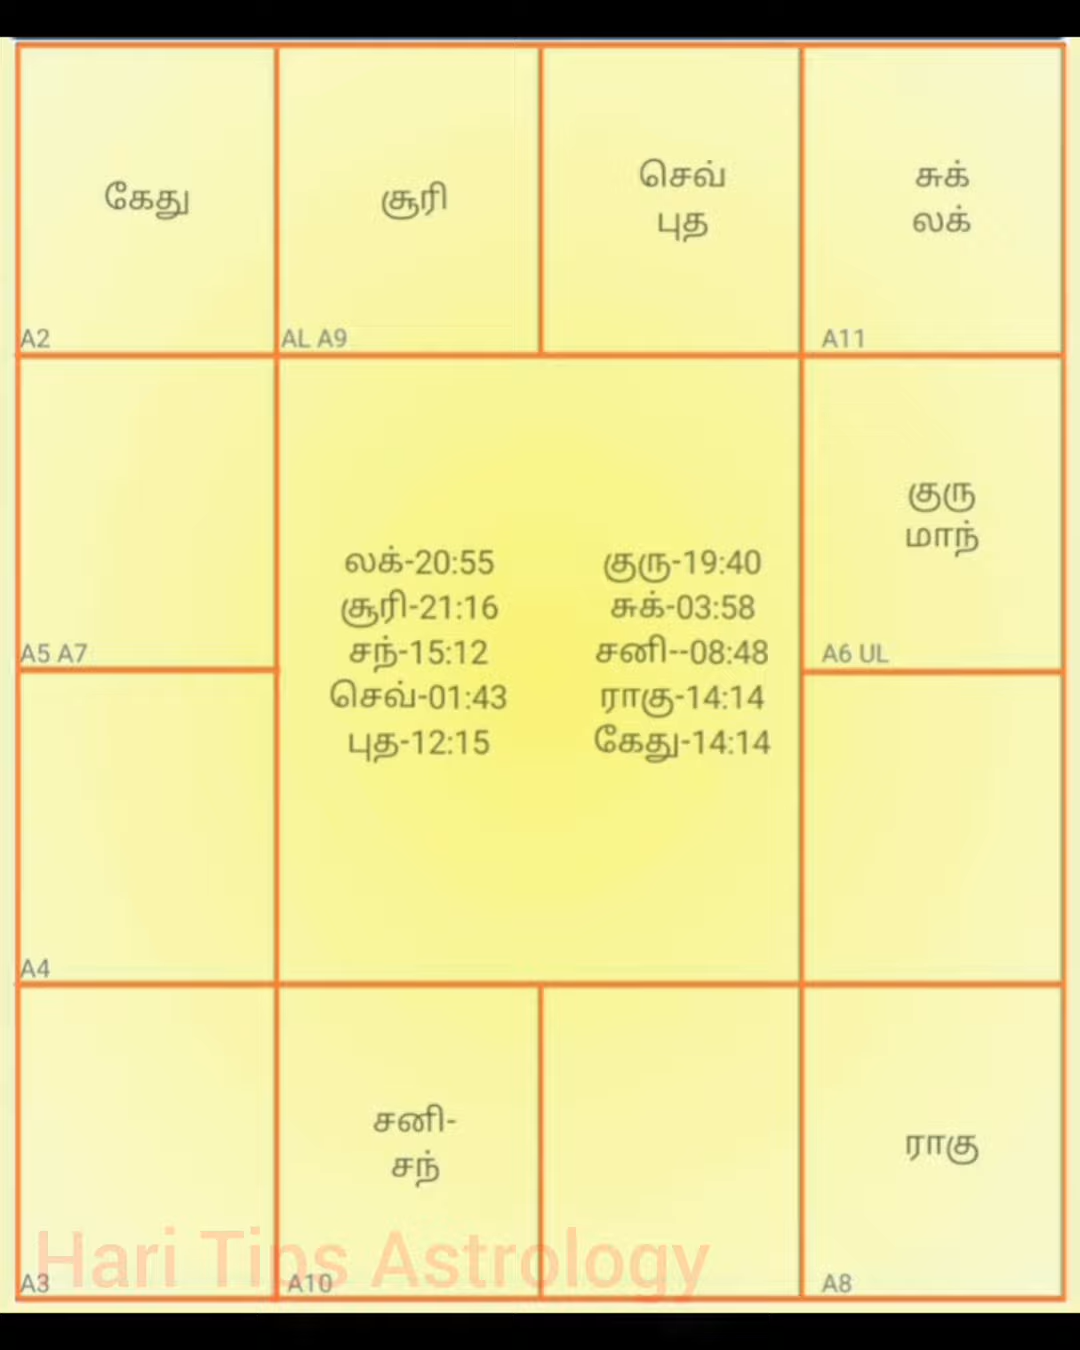 கேது
சூரி
செவ்
புத
சுக்
லக்
A2
AL A9
A11
குரு
மாந்
A5 A7
A6 UL
லக்-20:55
சூரி-21:16
சந்-15:12
செவ்-01:43
புத-12:15
குரு-19:40
சுக்-03:58
சனி--08:48
ராகு-14:14
கேது-14:14
A4
சனி-
சந்
ராகு
A3
A10
A8
Hari Tips Astrology